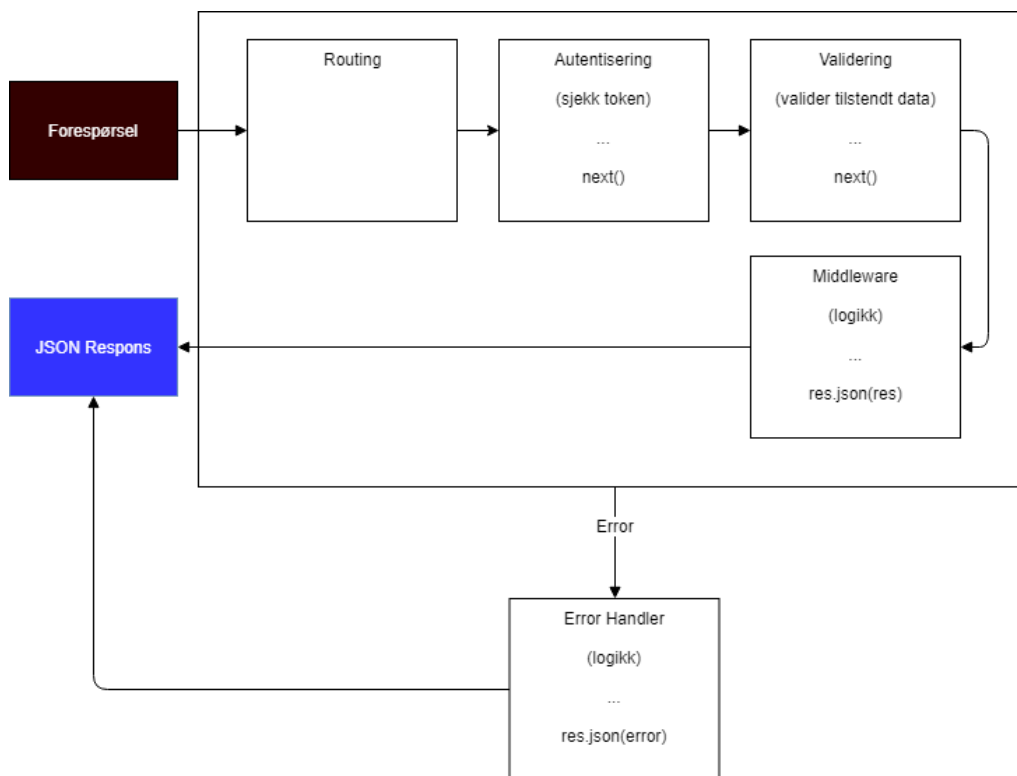 Forespørsel
Routing
Autentisering
(sjekk token)
...
next()
Validering
(valider tilstendt data)
...
next()
JSON Respons
Middleware
(logikk)
...
res.json(res)
Error
Error Handler
(logikk)
...
res.json(error)